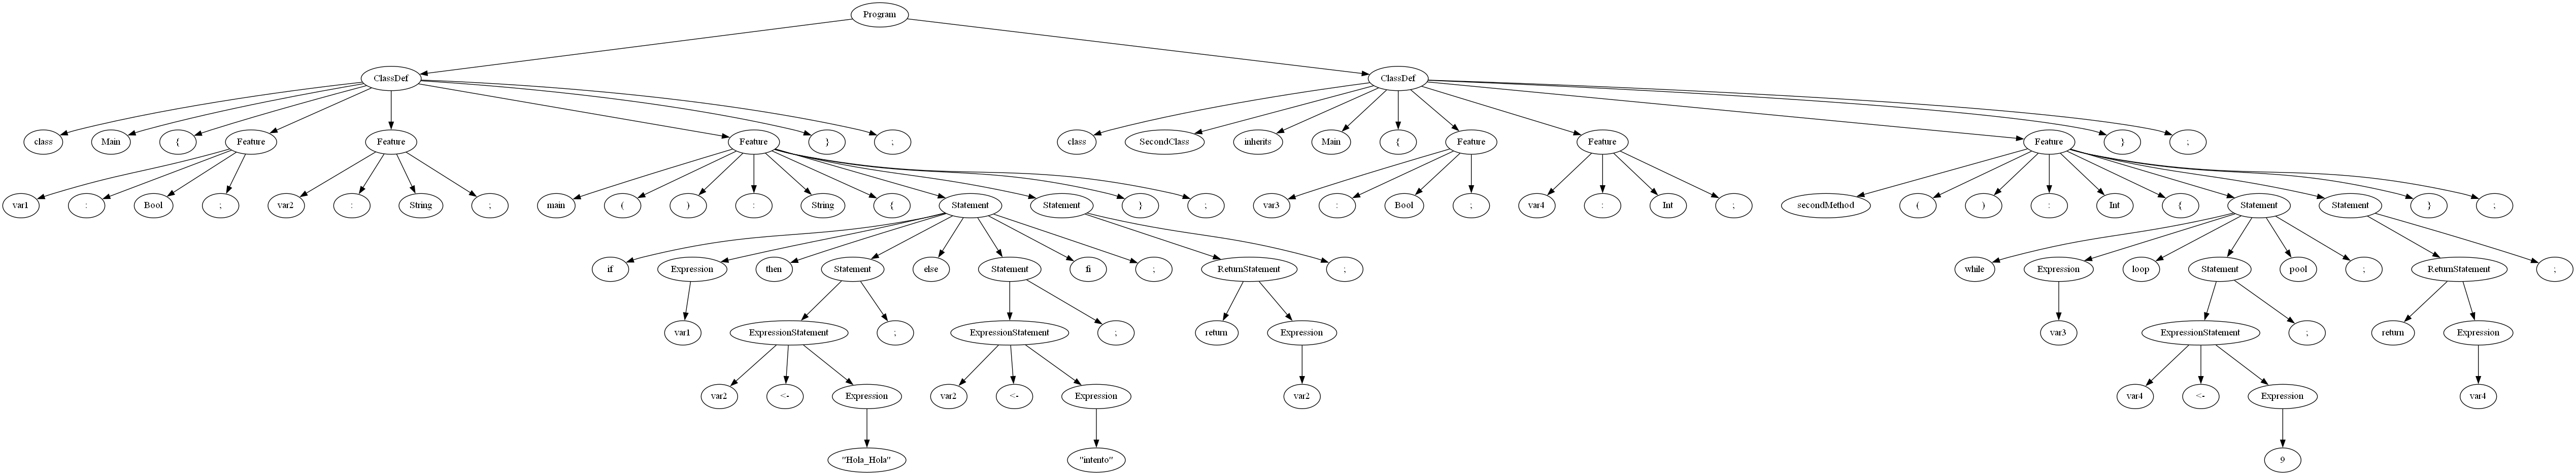 Program
ClassDef ClassDef
class Main { Feature Feature Feature } ; class SecondClass inherits Main { Feature Feature Feature } ;
var1 : Bool ; var2 : String ; main ( ) : String { Statement Statement } ; var3 : Bool ; var4 : Int ; secondMethod ( ) : Int { Statement Statement } ;
if Expression then Statement else Statement fi ; ReturnStatement ; while Expression loop Statement pool ; ReturnStatement ;
var1 ExpressionStatement ; ExpressionStatement ; return Expression var3 ExpressionStatement ; return Expression
var2 <- Expression var2 <- Expression var2 var4 <- Expression var4
"Hola_Hola" "intento" 9